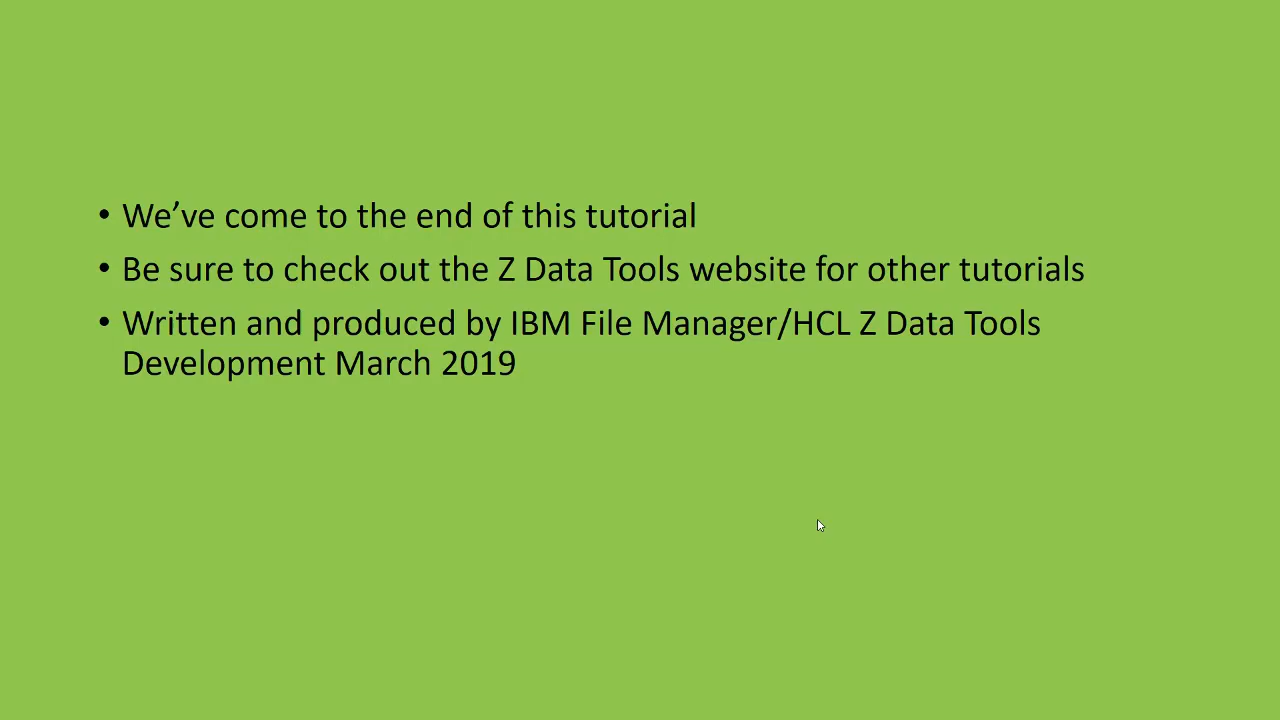 • We’ve come to the end of this tutorial
• Be sure to check out the Z Data Tools website for other tutorials
• Written and produced by IBM File Manager/HCL Z Data Tools
Development March 2019